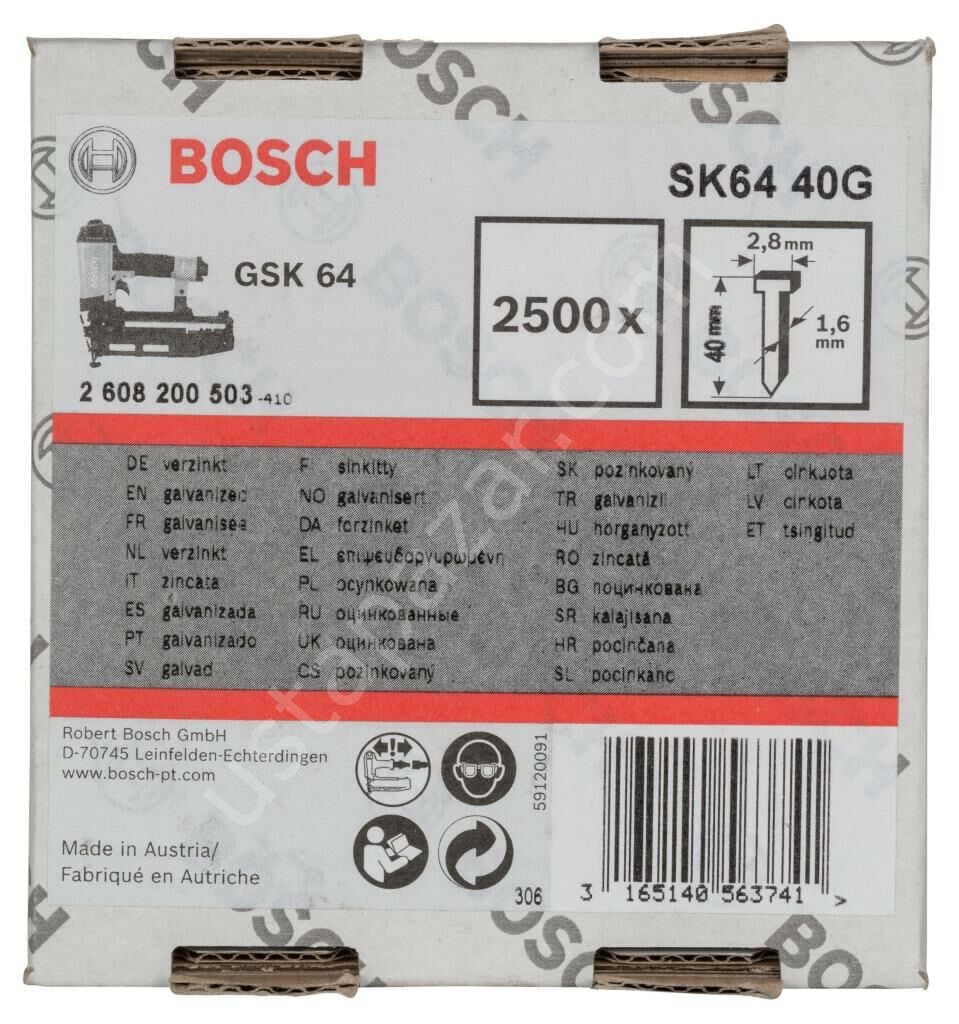 BOSCH
SK64 40G
GSK 64
2500 x
2,8 mm
40 mm
1,6
mm
2 608 200 503 -410
DE verzinkt
EN galvanized
FR galvanisée
NL verzinkt
IT zincata
ES galvanizada
PT galvanizado
SV galvad
F sinkitty
NO galvanisert
DA forzinket
EL επιψευδαργυρωμένη
PL ocynkowana
RU оцинкованные
UK оцинкована
CS pozinkovaný
SK pozinkovaný
TR galvanizli
HU horganyzott
RO zincată
BG поцинкована
SR kalajisana
HR pocinčana
SL pocinkano
LT cinkuota
LV cinkota
ET tsingitud
Robert Bosch GmbH
D-70745 Leinfelden-Echterdingen
www.bosch-pt.com
Made in Austria/
Fabriqué en Autriche
59120091
306
3 165140 563741 >
ustapazar.com